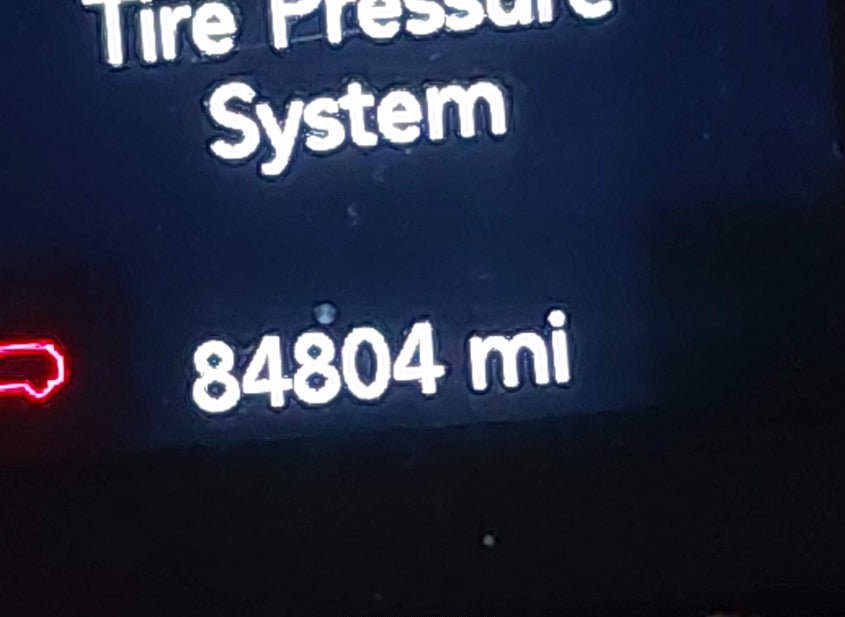 Tire Pressure
System
84804 mi